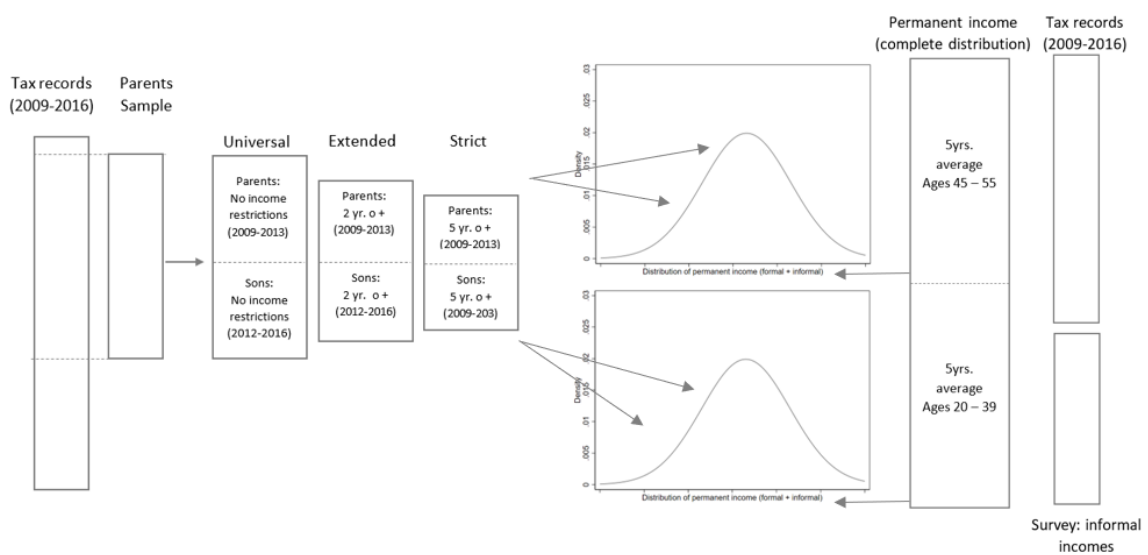 Tax records
(2009-2016)
Parents
Sample
Universal
Parents:
No income
restrictions
(2009-2013)
Sons:
No income
restrictions
(2012-2016)
Extended
Parents:
2 yr. o +
(2009-2013)
Sons:
2 yr. o +
(2012-2016)
Strict
Parents:
5 yr. o +
(2009-2013)
Sons:
5 yr. o +
(2009-203)
.03
.025
.02
.015
.01
.005
0
Density
Distribution of permanent income (formal + informal)
.03
.025
.02
.015
.01
.005
0
Density
Distribution of permanent income (formal + informal)
Permanent income
(complete distribution)
5yrs.
average
Ages 45 – 55
5yrs.
average
Ages 20 – 39
Tax records
(2009-2016)
Survey: informal
incomes